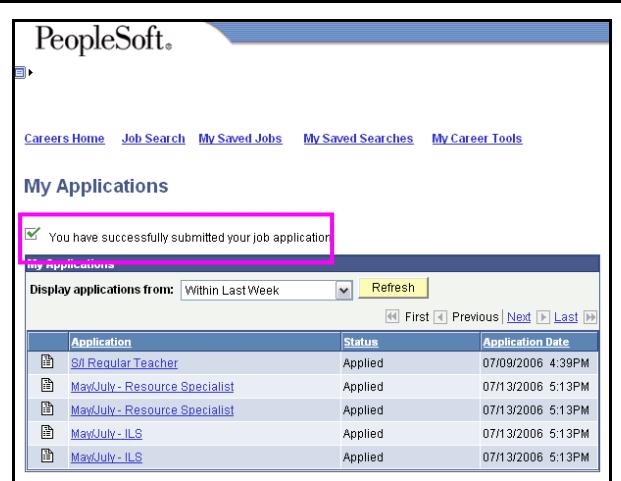 PeopleSoft®
Careers Home Job Search My Saved Jobs My Saved Searches My Career Tools
My Applications
You have successfully submitted your job application
My Applications
Display applications from: Within Last Week Refresh
First Previous | Next Last
Application Status Application Date
S/I Regular Teacher Applied 07/09/2006 4:39PM
May/July - Resource Specialist Applied 07/13/2006 5:13PM
May/July - Resource Specialist Applied 07/13/2006 5:13PM
May/July - ILS Applied 07/13/2006 5:13PM
May/July - ILS Applied 07/13/2006 5:13PM